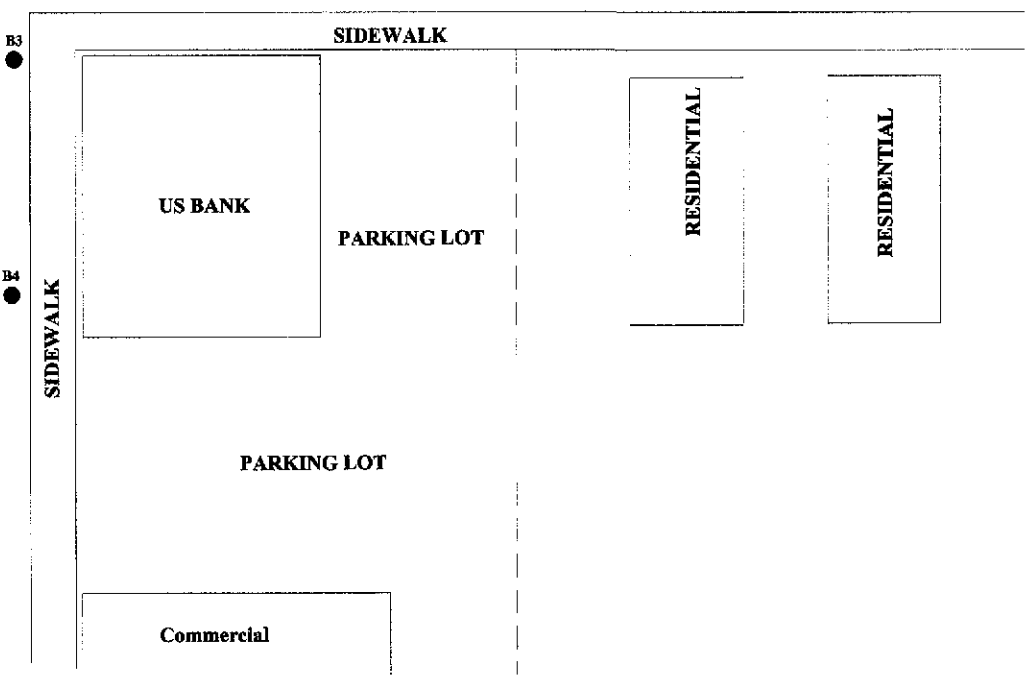 SIDEWALK
B3
RESIDENTIAL
RESIDENTIAL
US BANK
PARKING LOT
B4
SIDEWALK
PARKING LOT
Commercial